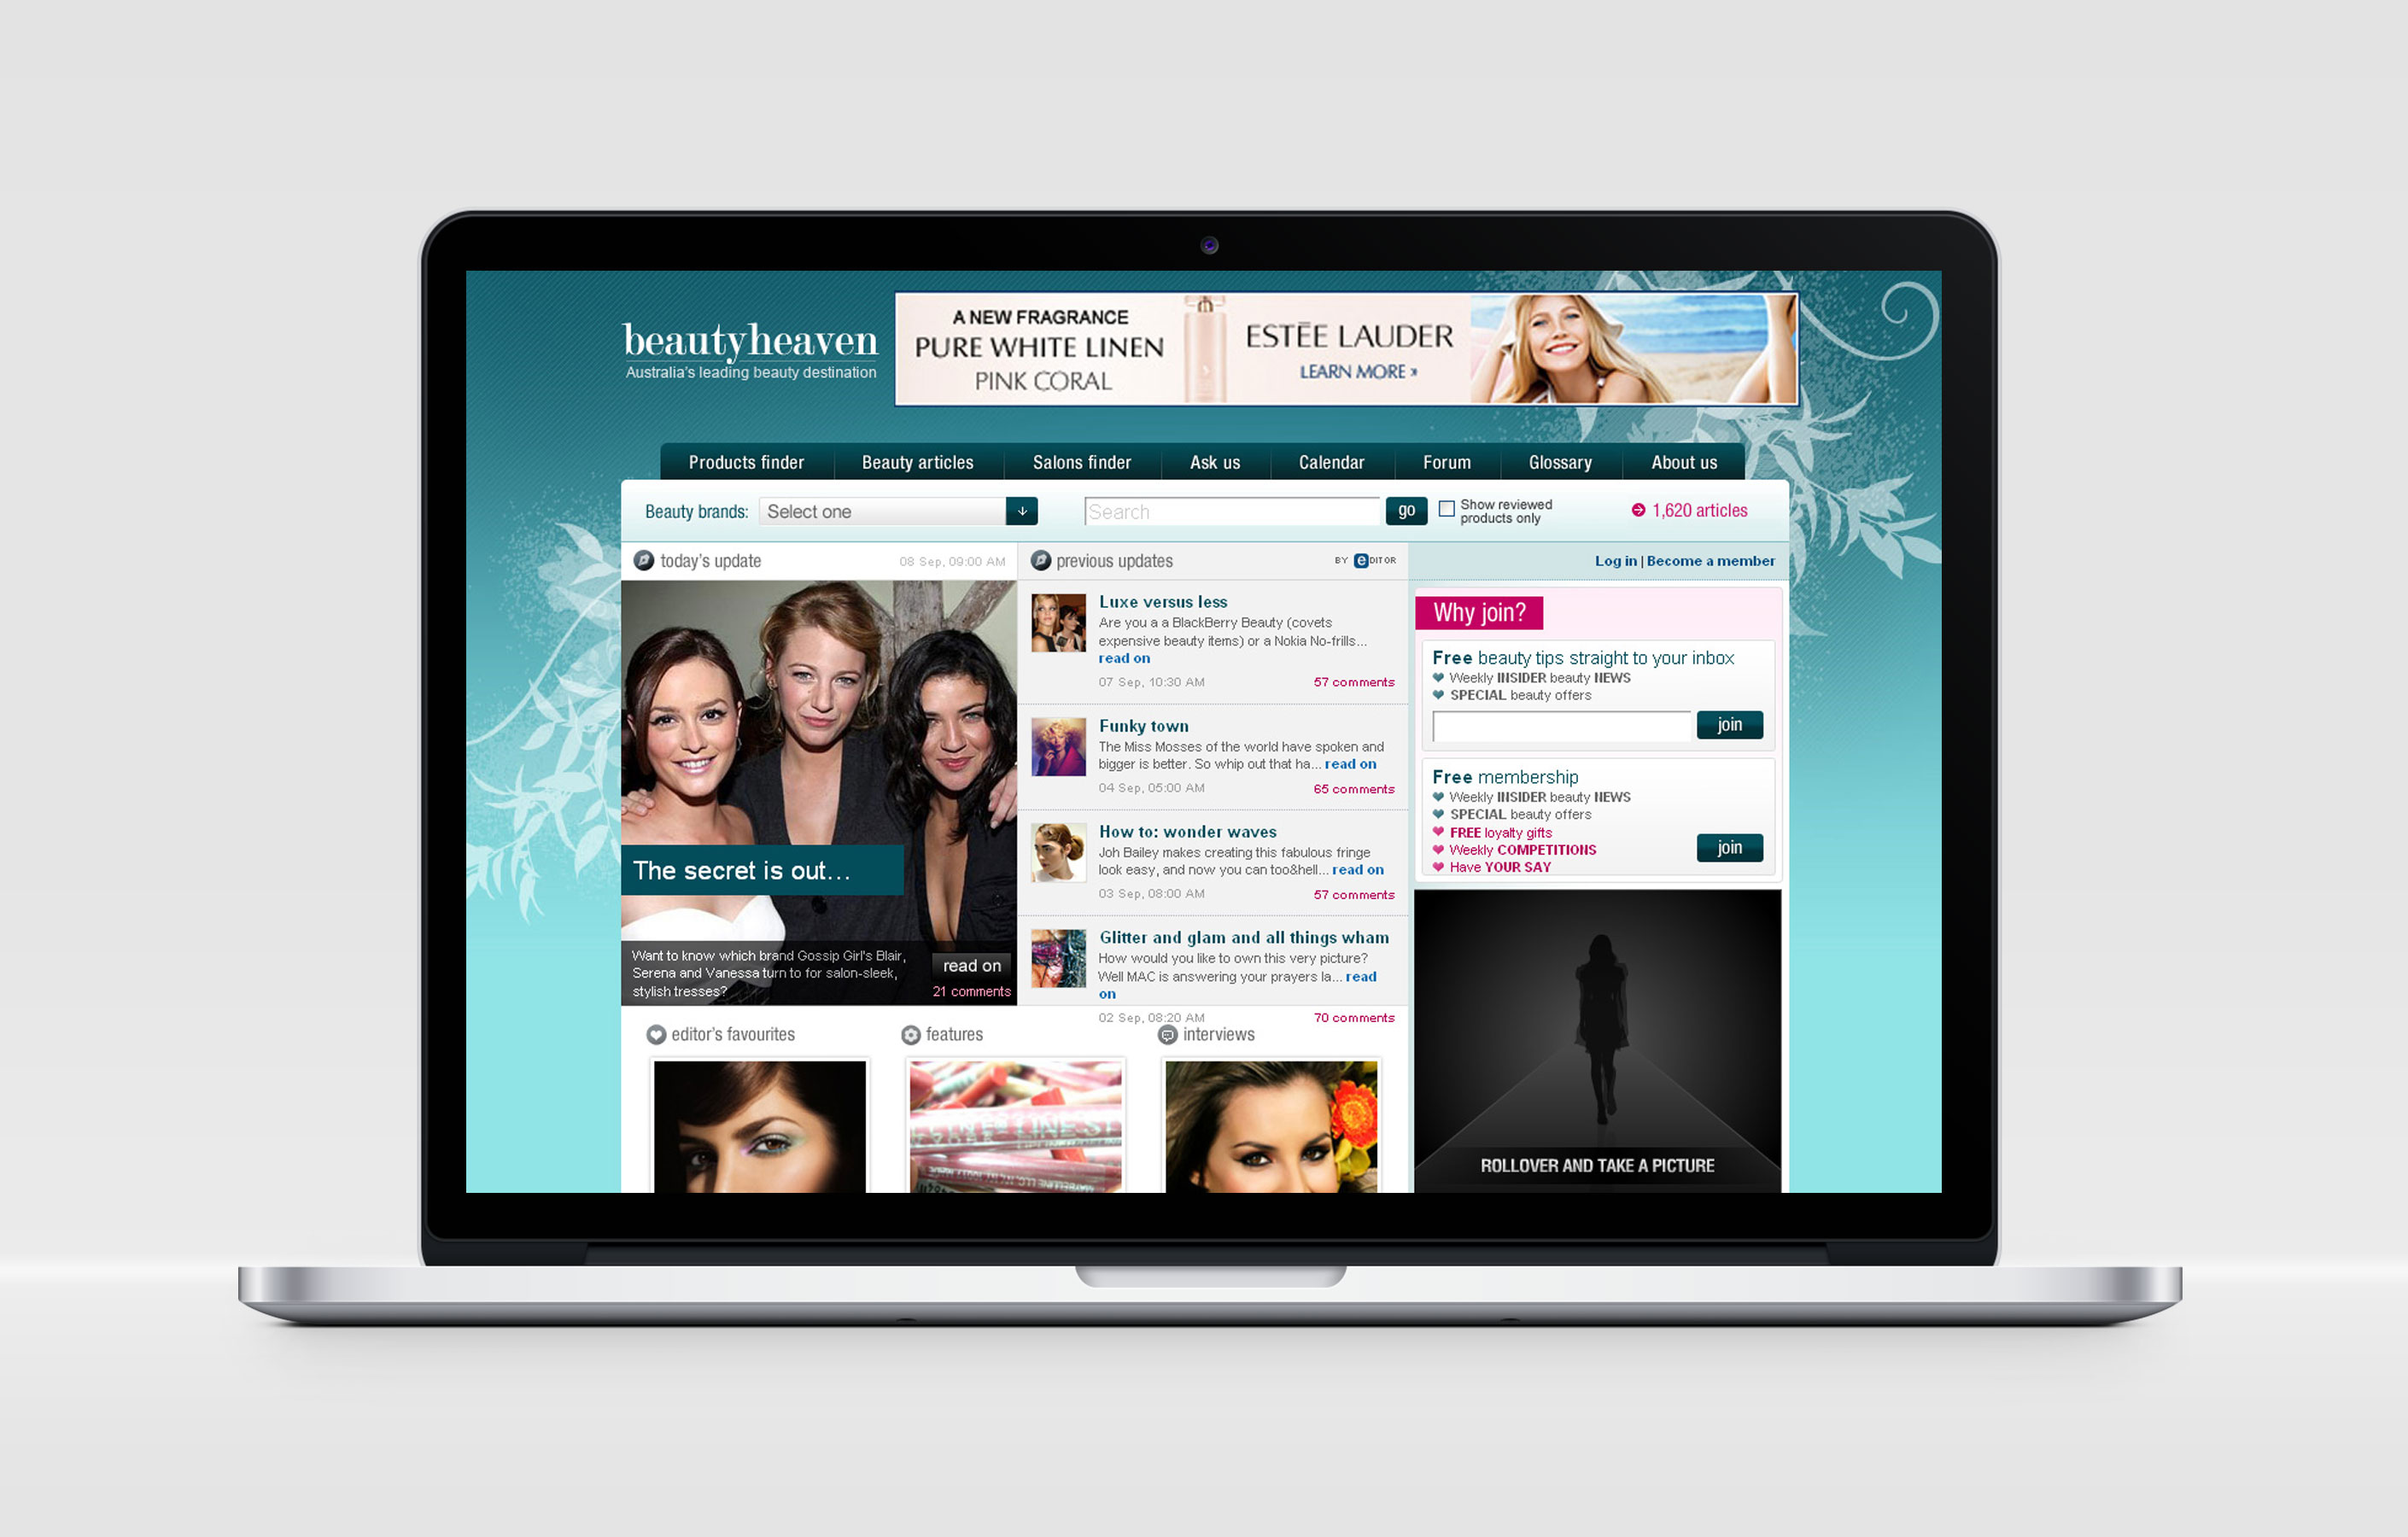 beautyheaven
Australia's leading beauty destination
A NEW FRAGRANCE
PURE WHITE LINEN
PINK CORAL
ESTĒE LAUDER
LEARN MORE »
Products finder
Beauty articles
Salons finder
Ask us
Calendar
Forum
Glossary
About us
Beauty brands:
Select one
Search
go
Show reviewed
products only
1,620 articles
today's update
08 Sep, 09:00 AM
The secret is out...
Want to know which brand Gossip Girl's Blair,
Serena and Vanessa turn to for salon-sleek,
stylish tresses?
read on
21 comments
previous updates
BY eDITOR
Luxe versus less
Are you a a BlackBerry Beauty (covets
expensive beauty items) or a Nokia No-frills...
read on
07 Sep, 10:30 AM
57 comments
Funky town
The Miss Mosses of the world have spoken and
bigger is better. So whip out that ha... read on
04 Sep, 05:00 AM
65 comments
How to: wonder waves
Joh Bailey makes creating this fabulous fringe
look easy, and now you can too&hell... read on
03 Sep, 08:00 AM
57 comments
Glitter and glam and all things wham
How would you like to own this very picture?
Well MAC is answering your prayers la... read
on
02 Sep, 08:20 AM
70 comments
Log in | Become a member
Why join?
Free beauty tips straight to your inbox
Weekly INSIDER beauty NEWS
SPECIAL beauty offers
join
Free membership
Weekly INSIDER beauty NEWS
SPECIAL beauty offers
FREE loyalty gifts
Weekly COMPETITIONS
Have YOUR SAY
join
ROLLOVER AND TAKE A PICTURE
editor's favourites
features
interviews